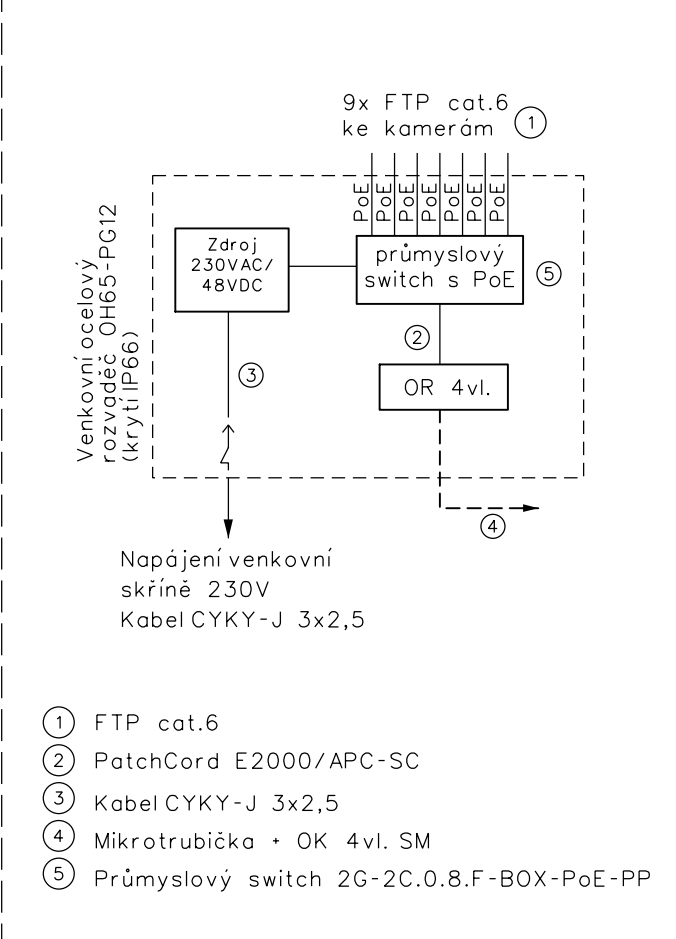 9x FTP cat.6
ke kamerám
1
PoE
PoE
PoE
PoE
PoE
PoE
PoE
Venkovní ocelový
rozvaděč OH65-PG12
(krytí IP66)
Zdroj
230VAC/
48VDC
průmyslový
switch s PoE
5
2
3
OR 4vl.
4
Napájení venkovní
skříně 230V
Kabel CYKY-J 3x2,5
1 FTP cat.6
2 PatchCord E2000/APC-SC
3 Kabel CYKY-J 3x2,5
4 Mikrotrubička + OK 4vl. SM
5 Průmyslový switch 2G-2C.0.8.F-BOX-PoE-PP